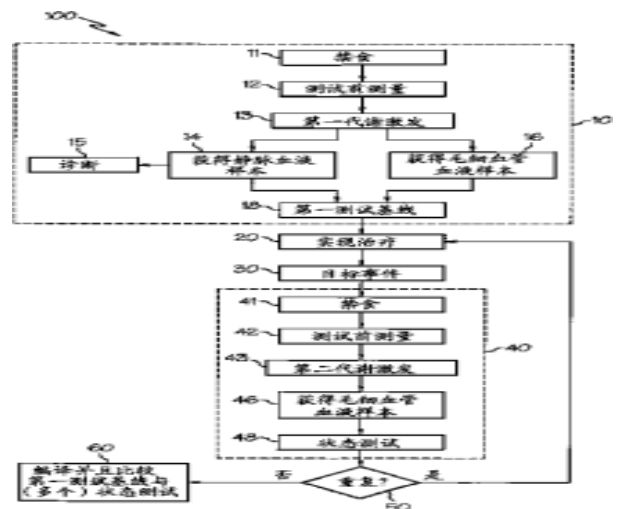 100
11
禁食
12
测试前测量
13
第一代谢激发
10
15
诊断
14
获得静脉血液
样本
16
获得毛细血管
血液样本
18
第一测试基线
20
实现治疗
30
目标事件
41
禁食
42
测试前测量
43
第二代谢激发
40
46
获得毛细血管
血液样本
48
状态测试
60
编译并且比较
第一测试基线与
(多个)状态测试
否
重复?
是
50